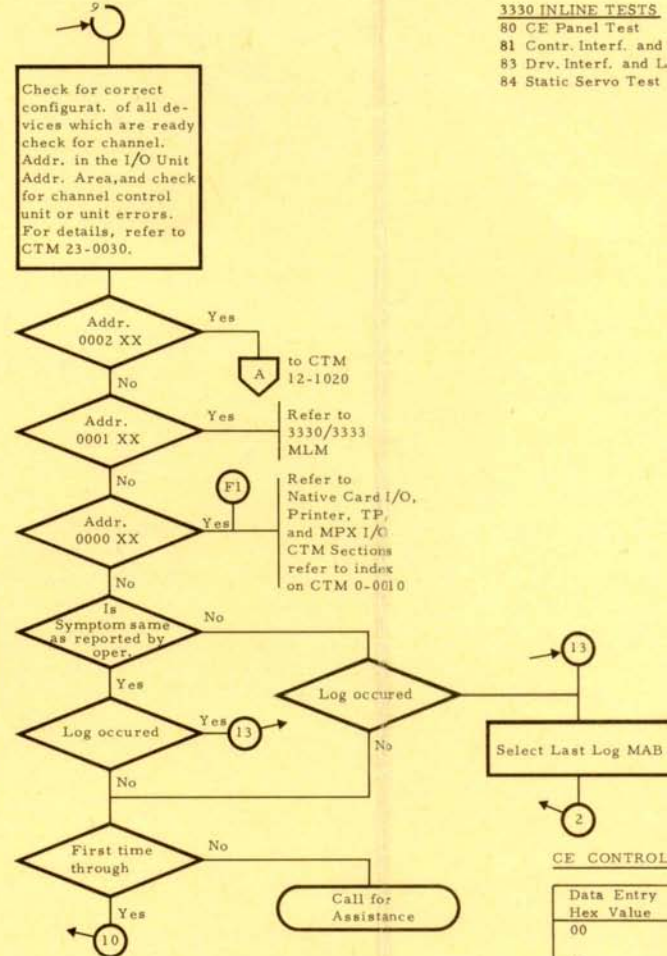 9
Check for correct
configurat. of all de-
vices which are ready
check for channel.
Addr. in the I/O Unit
Addr. Area, and check
for channel control
unit or unit errors.
For details, refer to
CTM 23-0030.
Addr.
0002 XX
Yes
A
to CTM
12-1020
No
Addr.
0001 XX
Yes
Refer to
3330/3333
MLM
No
Addr.
0000 XX
Yes
F1
Refer to
Native Card I/O,
Printer, TP,
and MPX I/O
CTM Sections
refer to index
on CTM 0-0010
No
Is
Symptom same
as reported by
oper.
No
Yes
Log occured
Yes
13
No
Log occured
No
13
Select Last Log MAB
2
First time
through
No
Call for
Assistance
Yes
10
3330 INLINE TESTS
80 CE Panel Test
81 Contr. Interf. and
83 Drv. Interf. and L
84 Static Servo Test
CE CONTROL
Data Entry
Hex Value
00